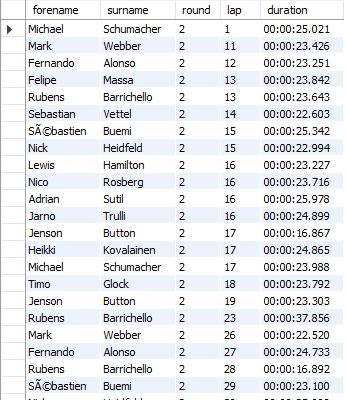 forename surname round lap duration
Michael Schumacher 2 1 00:00:25.021
Mark Webber 2 11 00:00:23.426
Fernando Alonso 2 12 00:00:23.251
Felipe Massa 2 13 00:00:23.842
Rubens Barrichello 2 13 00:00:23.643
Sebastian Vettel 2 14 00:00:22.603
SÃ©bastien Buemi 2 15 00:00:25.342
Nick Heidfeld 2 15 00:00:22.994
Lewis Hamilton 2 16 00:00:23.227
Nico Rosberg 2 16 00:00:23.716
Adrian Sutil 2 16 00:00:25.978
Jarno Trulli 2 16 00:00:24.899
Jenson Button 2 17 00:00:16.867
Heikki Kovalainen 2 17 00:00:24.865
Michael Schumacher 2 17 00:00:23.988
Timo Glock 2 18 00:00:23.792
Jenson Button 2 19 00:00:23.303
Rubens Barrichello 2 23 00:00:37.856
Mark Webber 2 26 00:00:22.520
Fernando Alonso 2 27 00:00:24.733
Rubens Barrichello 2 28 00:00:16.892
SÃ©bastien Buemi 2 29 00:00:23.100